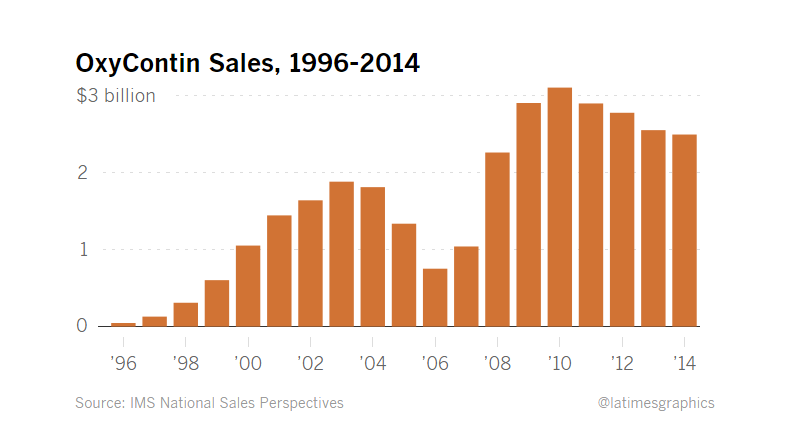 OxyContin Sales, 1996-2014
$3 billion
2
1
0
’96 ’98 ’00 ’02 ’04 ’06 ’08 ’10 ’12 ’14
Source: IMS National Sales Perspectives @latimesgraphics